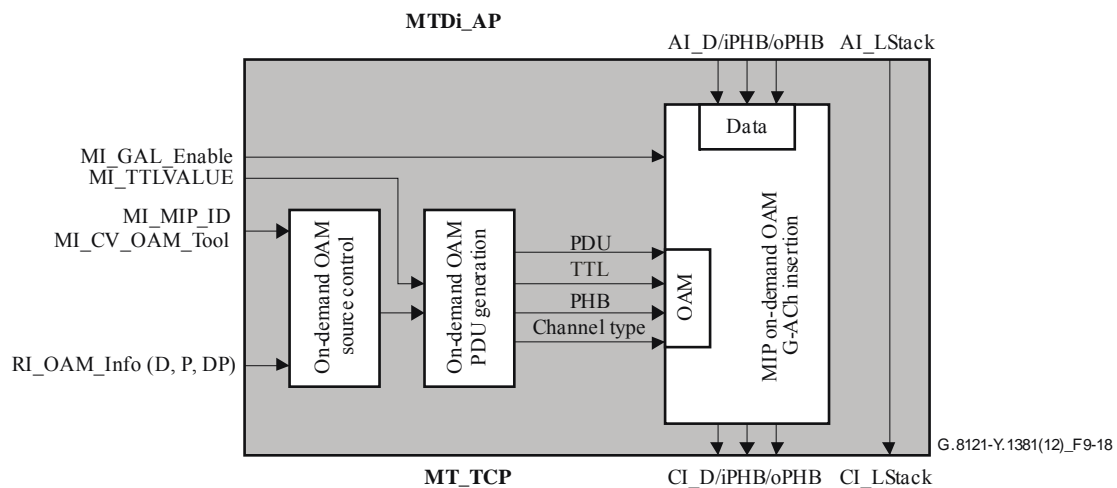 MTDi_AP
AI_D/iPHB/oPHB
AI_LStack
Data
MI_GAL_Enable
MI_TTLVALUE
MI_MIP_ID
MI_CV_OAM_Tool
RI_OAM_Info (D, P, DP)
On-demand OAM
source control
On-demand OAM
PDU generation
PDU
TTL
PHB
Channel type
OAM
MIP on-demand OAM
G-ACh insertion
G.8121-Y.1381(12)_F9-18
MT_TCP
CI_D/iPHB/oPHB
CI_LStack